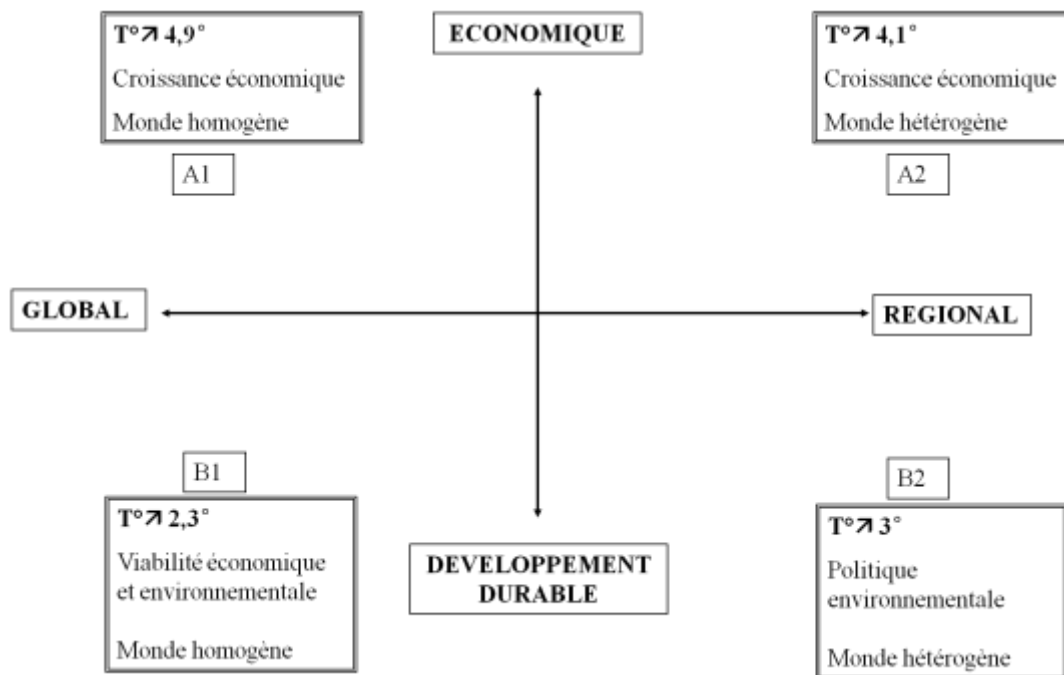 T°↗ 4,9°
Croissance économique
Monde homogène
A1
ECONOMIQUE
T°↗ 4,1°
Croissance économique
Monde hétérogène
A2
GLOBAL
REGIONAL
B1
T°↗ 2,3°
Viabilité économique
et environnementale
Monde homogène
DEVELOPPEMENT
DURABLE
B2
T°↗ 3°
Politique
environnementale
Monde hétérogène